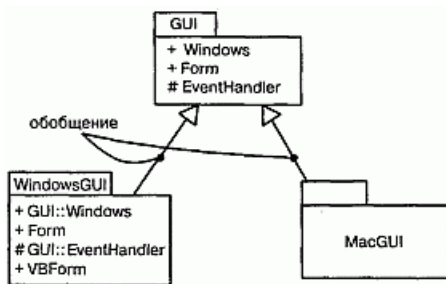 GUI
+ Windows
+ Form
# EventHandler
обобщение
WindowsGUI
+ GUI::Windows
+ Form
# GUI::EventHandler
+ VBForm
MacGUI